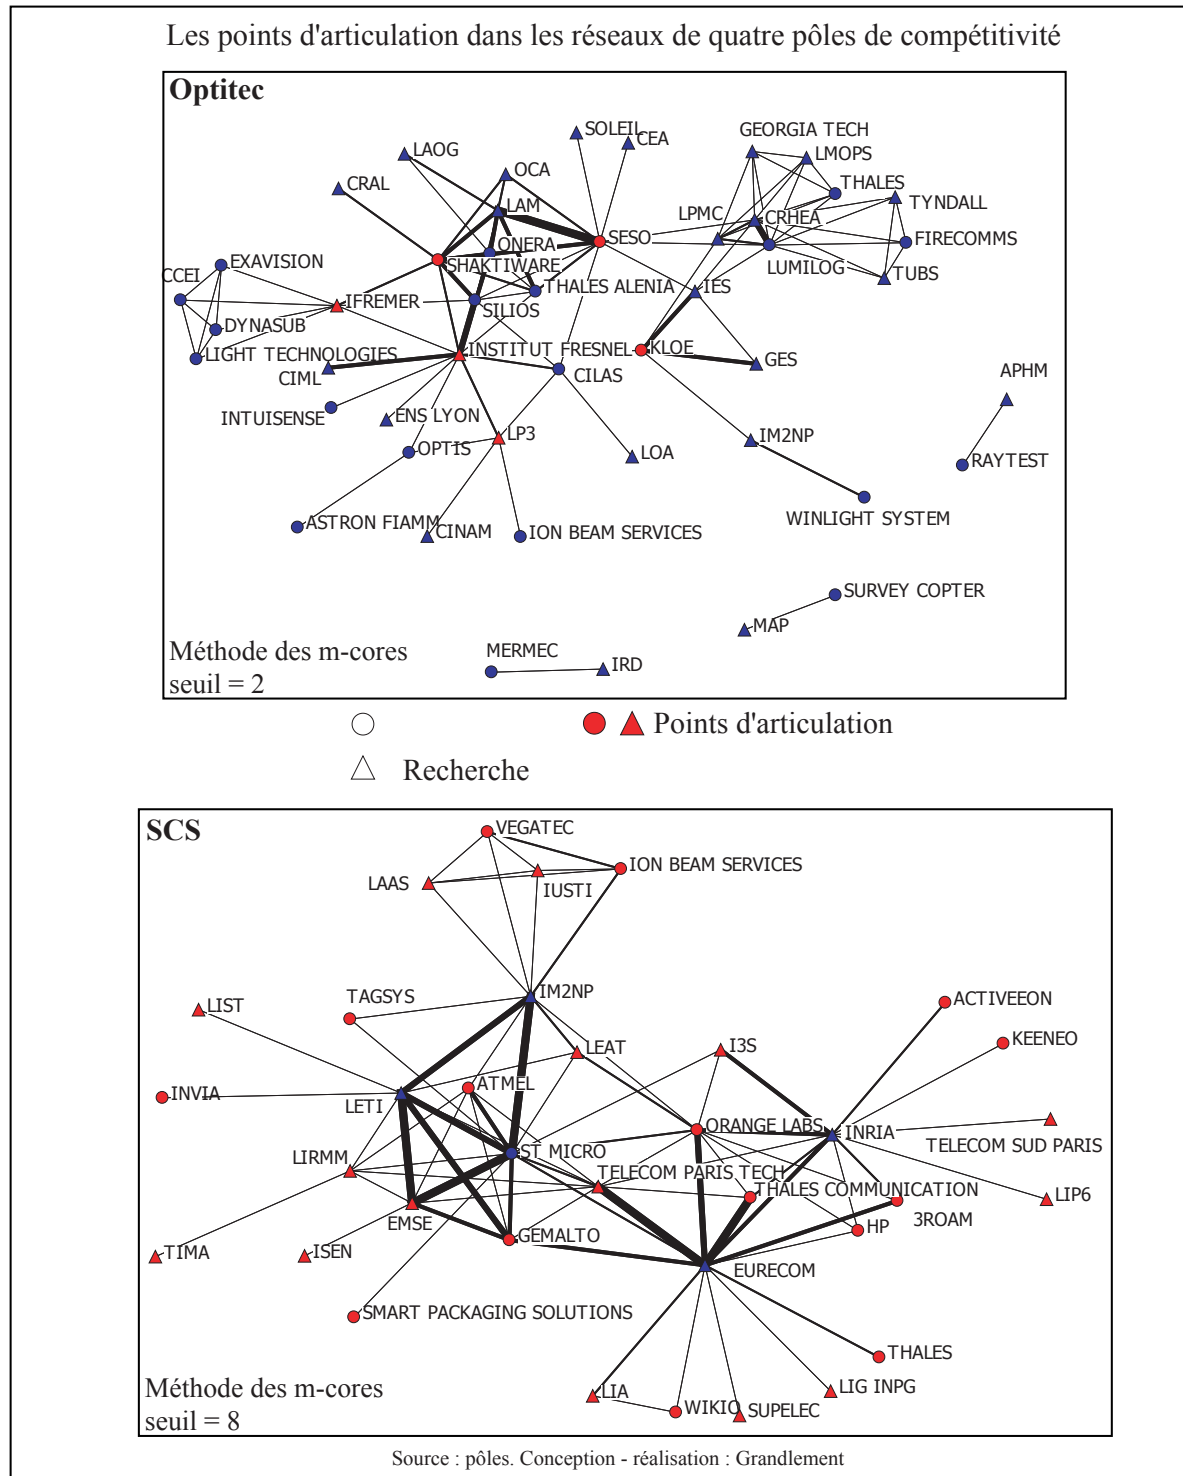 Les points d'articulation dans les réseaux de quatre pôles de compétitivité
Optitec
SOLEIL
CEA
GEORGIA TECH
LMOPS
LAOG
OCA
THALES
CRAL
LAM
TYNDALL
LPMC
CRHEA
ONERA
SESO
FIRECOMMS
LUMILOG
EXAVISION
SHAKTIWARE
TUBS
CCEI
THALES ALENIA
IES
IFREMER
SILIOS
DYNASUB
LIGHT TECHNOLOGIES
INSTITUT FRESNEL
KLOE
CIML
CILAS
GES
APHM
INTUISENSE
ENS LYON
LP3
IM2NP
OPTIS
LOA
RAYTEST
WINLIGHT SYSTEM
ASTRON FIAMM
CINAM
ION BEAM SERVICES
SURVEY COPTER
MAP
MERMEC
IRD
Méthode des m-cores
seuil = 2
Points d'articulation
Recherche
SCS
VEGATEC
ION BEAM SERVICES
LAAS
IUSTI
TAGSYS
IM2NP
ACTIVEEON
LIST
KEENEO
LEAT
I3S
INVIA
ATMEL
LETI
ORANGE LABS
INRIA
TELECOM SUD PARIS
ST MICRO
LIRMM
TELECOM PARIS TECH
THALES COMMUNICATION
LIP6
3ROAM
EMSE
HP
GEMALTO
TIMA
ISEN
EURECOM
SMART PACKAGING SOLUTIONS
THALES
LIG INPG
LIA
WIKIO
SUPELEC
Méthode des m-cores
seuil = 8
Source : pôles. Conception - réalisation : Grandlement